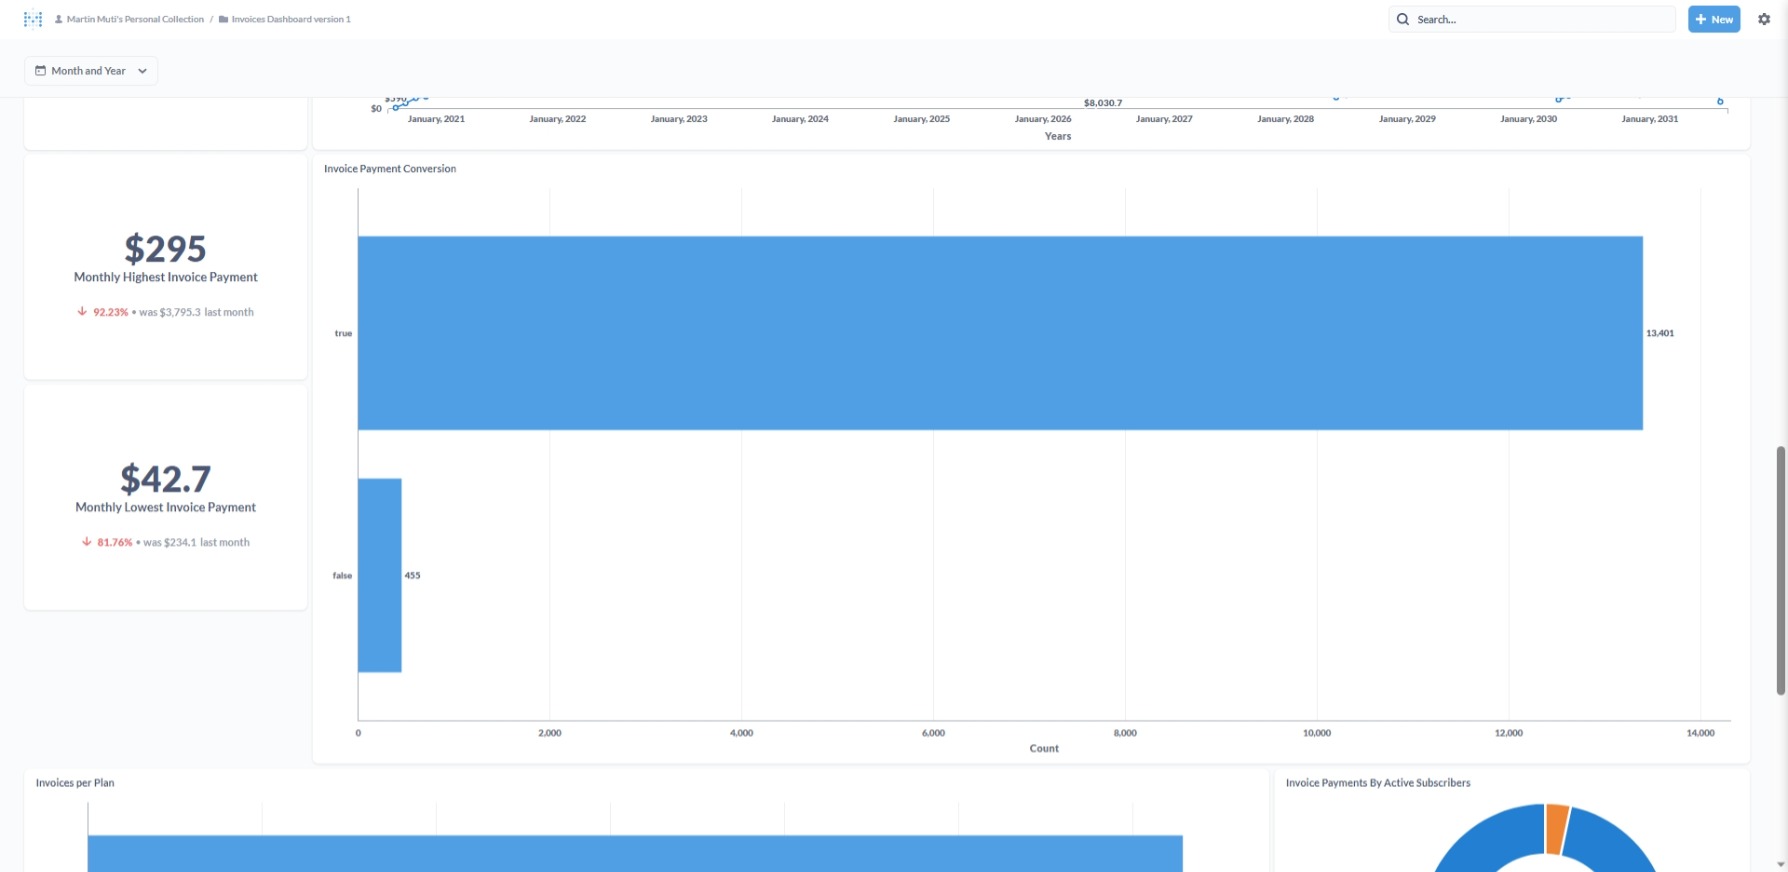 Martin Muti's Personal Collection / Invoices Dashboard version 1
Search...
New
Month and Year
$0
$8,030.7
January, 2021 January, 2022 January, 2023 January, 2024 January, 2025 January, 2026 January, 2027 January, 2028 January, 2029 January, 2030 January, 2031
Years
$295
Monthly Highest Invoice Payment
92.23% • was $3,795.3 last month
$42.7
Monthly Lowest Invoice Payment
81.76% • was $234.1 last month
Invoice Payment Conversion
true
13,401
false
455
0 2,000 4,000 6,000 8,000 10,000 12,000 14,000
Count
Invoices per Plan
Invoice Payments By Active Subscribers